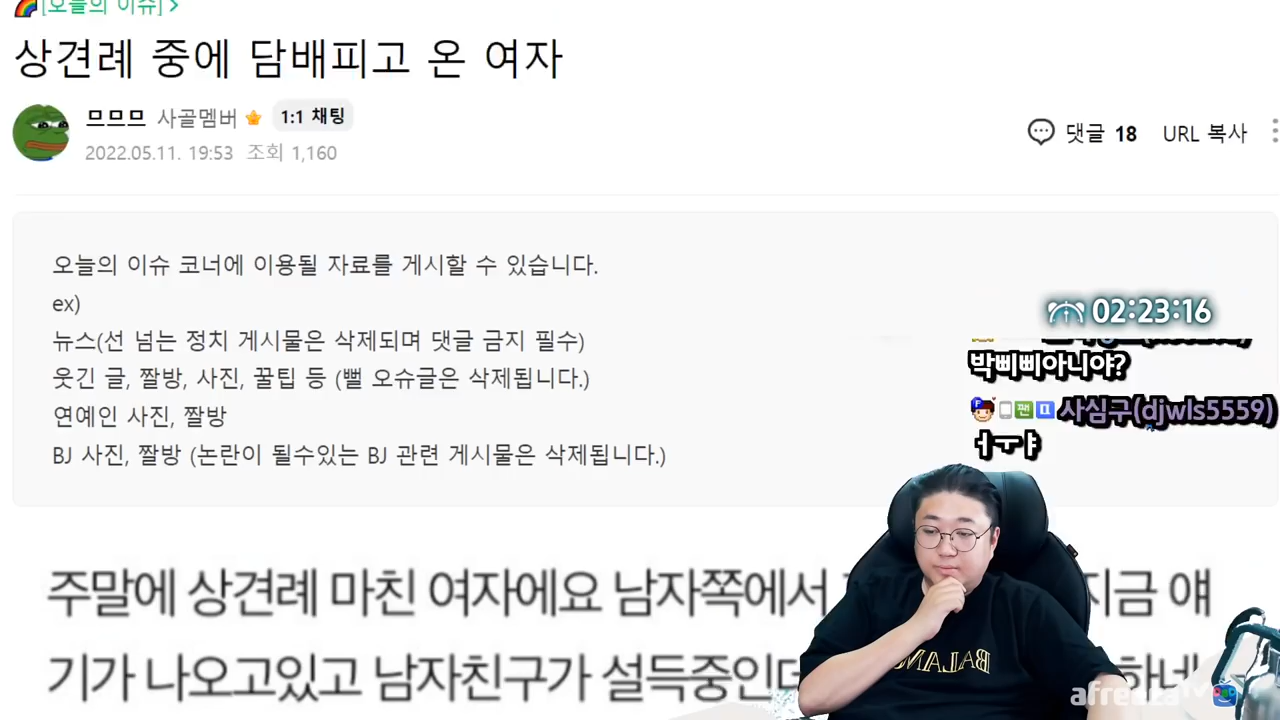 [오늘의 이슈] >
상견례 중에 담배피고 온 여자
므므므 사골멤버 1:1 채팅
2022.05.11. 19:53 조회 1,160
댓글 18 URL 복사
오늘의 이슈 코너에 이용될 자료를 게시할 수 있습니다.
ex)
뉴스(선 넘는 정치 게시물은 삭제되며 댓글 금지 필수)
웃긴 글, 짤방, 사진, 꿀팁 등 (뻘 오슈글은 삭제됩니다.)
연예인 사진, 짤방
BJ 사진, 짤방 (논란이 될수있는 BJ 관련 게시물은 삭제됩니다.)
02:23:16
박삐삐아니야?
사심구(djwls5559)
ㅓㅜㅑ
주말에 상견례 마친 여자에요 남자쪽에서 지금 얘
기가 나오고있고 남자친구가 설득중인데 하네
BALAM
afreecaTV